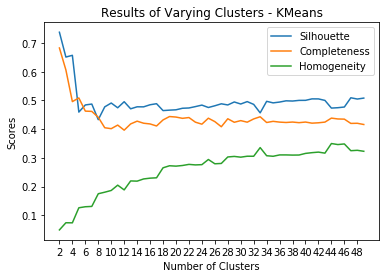 Results of Varying Clusters - KMeans
Silhouette
Completeness
Homogeneity
Scores
0.7
0.6
0.5
0.4
0.3
0.2
0.1
2 4 6 8 10 12 14 16 18 20 22 24 26 28 30 32 34 36 38 40 42 44 46 48
Number of Clusters